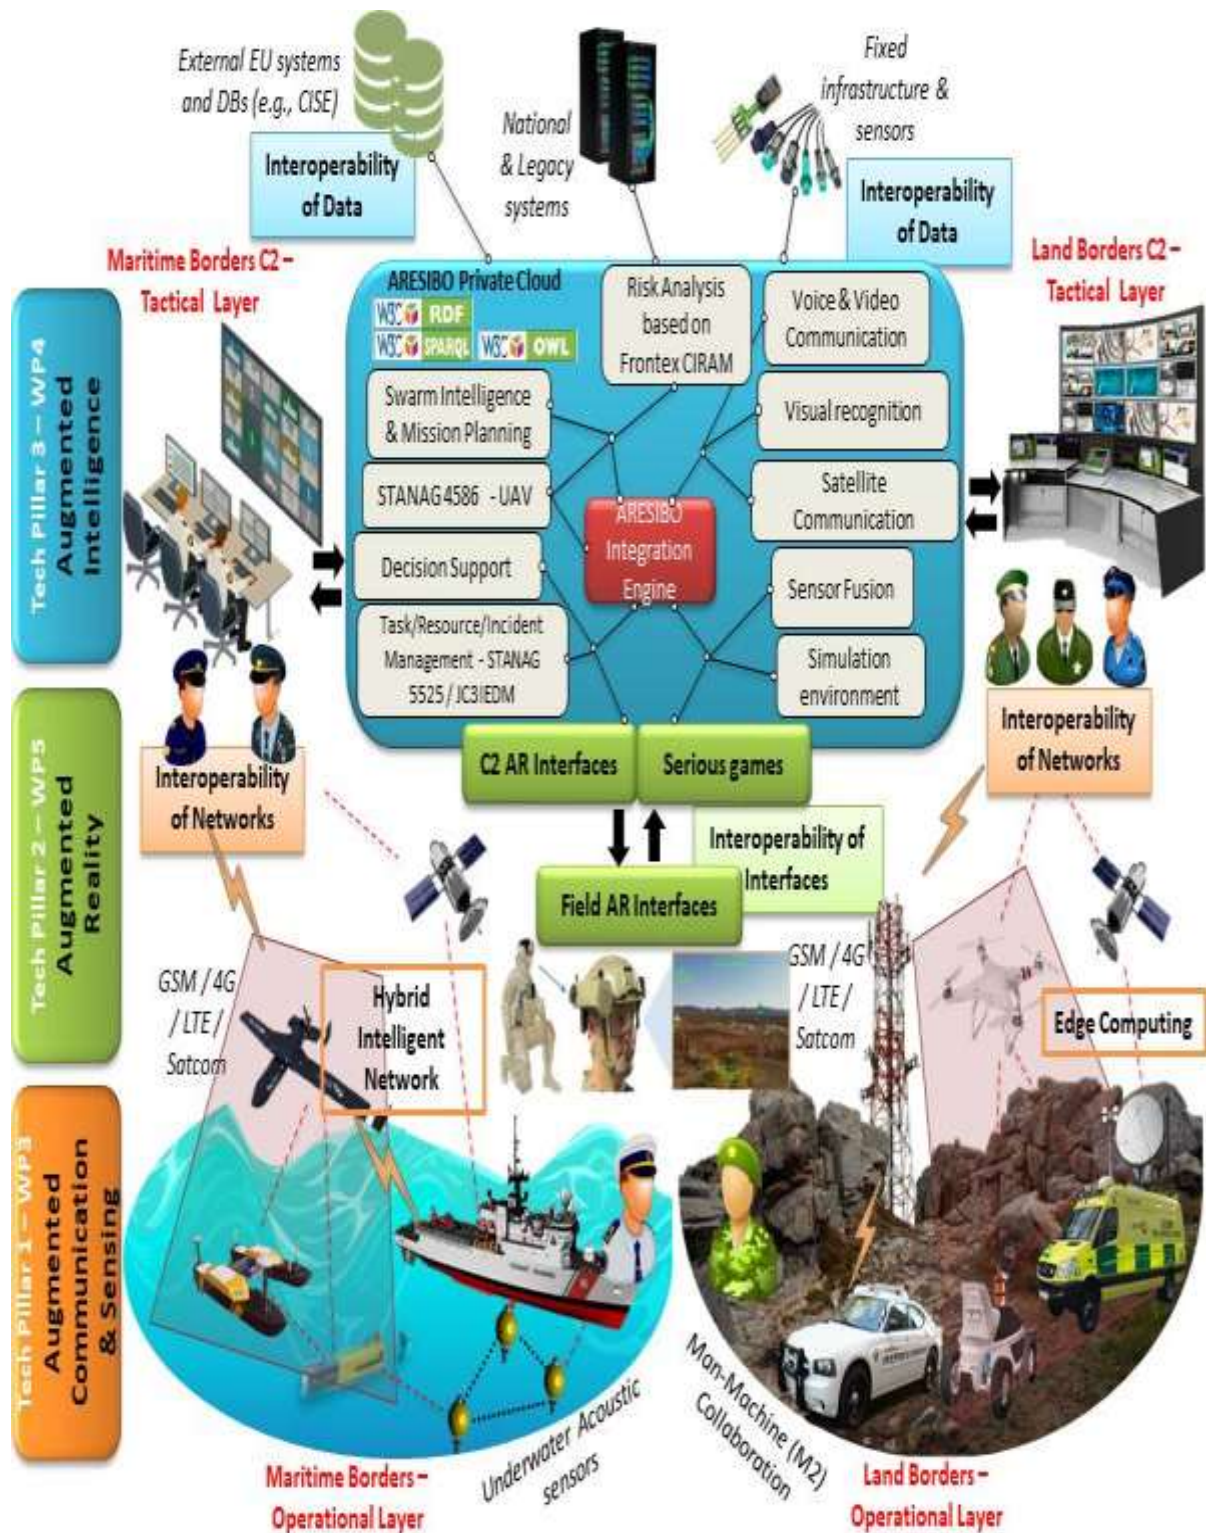 External EU systems
and DBs (e.g., CISE)
National
& Legacy
systems
Fixed
infrastructure &
sensors
Interoperability
of Data
Interoperability
of Data
Maritime Borders C2 –
Tactical Layer
Land Borders C2 –
Tactical Layer
Tech Pillar 3 – WP4
Augmented
Intelligence
ARESIBO Private Cloud
W3C RDF
W3C SPARQL
W3C OWL
Risk Analysis
based on
Frontex CIRAM
Voice & Video
Communication
Swarm Intelligence
& Mission Planning
Visual recognition
STANAG 4586 - UAV
Satellite
Communication
ARESIBO
Integration
Engine
Decision Support
Sensor Fusion
Task/Resource/Incident
Management - STANAG
5525 / JC3IEDM
Simulation
environment
Tech Pillar 2 – WP5
Augmented
Reality
Interoperability
of Networks
Interoperability
of Networks
C2 AR Interfaces
Serious games
Interoperability of
Interfaces
Field AR Interfaces
GSM / 4G
/ LTE /
Satcom
Hybrid
Intelligent
Network
GSM / 4G
/ LTE /
Satcom
Edge Computing
Tech Pillar 1 – WP3
Augmented
Communication
& Sensing
Underwater Acoustic
sensors
Man-Machine (M2)
Collaboration
Maritime Borders –
Operational Layer
Land Borders –
Operational Layer